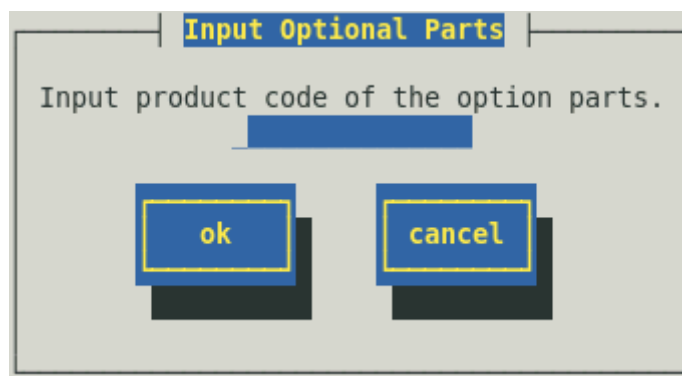 Input Optional Parts
Input product code of the option parts.
ok
cancel